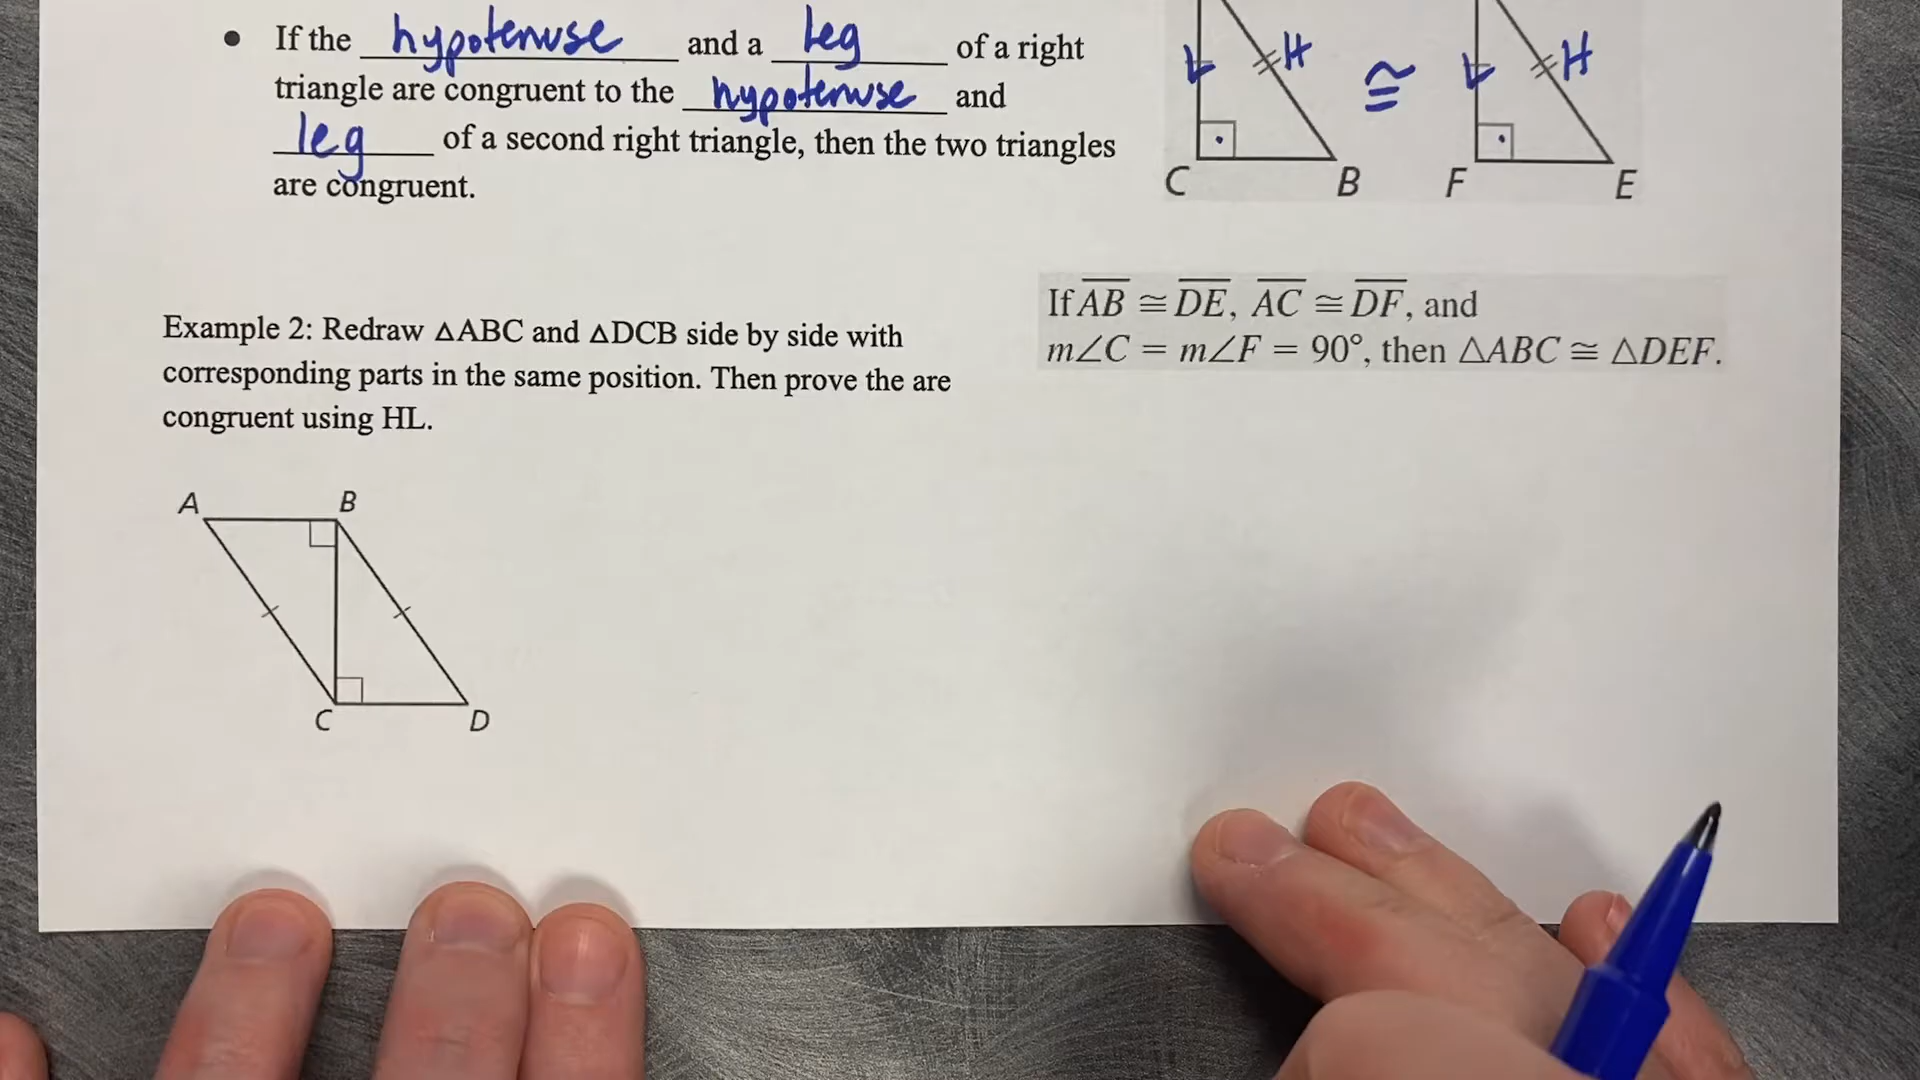 • If the hypotenuse and a leg of a right
triangle are congruent to the hypotenuse and
leg of a second right triangle, then the two triangles
are congruent.
L H ≅ L H
C B F E
If AB ≅ DE, AC ≅ DF, and
m∠C = m∠F = 90°, then △ABC ≅ △DEF.
Example 2: Redraw △ABC and △DCB side by side with
corresponding parts in the same position. Then prove the are
congruent using HL.
A B
C D